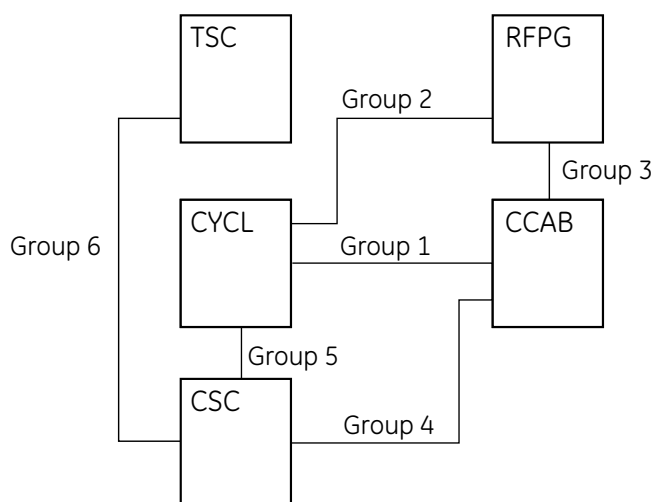 TSC
RFPG
Group 2
Group 3
CYCL
CCAB
Group 6
Group 1
Group 5
CSC
Group 4